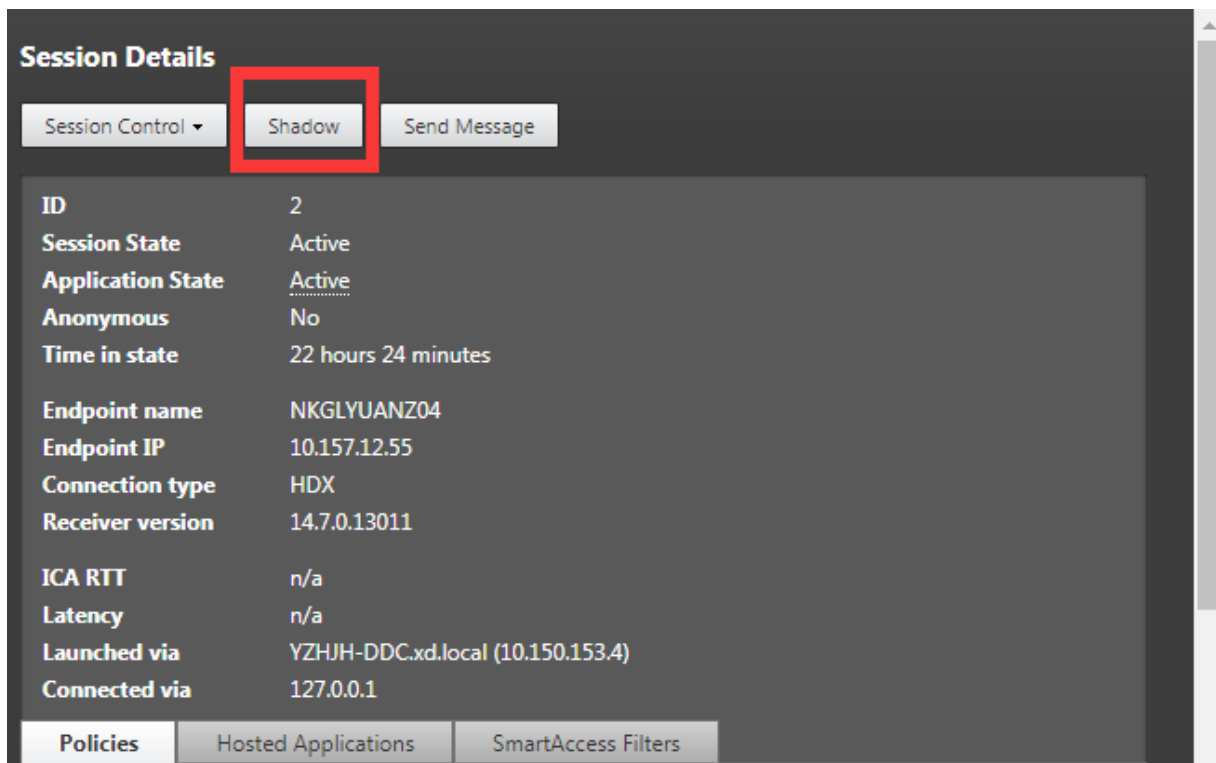 Session Details
Session Control Shadow Send Message
ID 2
Session State Active
Application State Active
Anonymous No
Time in state 22 hours 24 minutes
Endpoint name NKGLYUANZ04
Endpoint IP 10.157.12.55
Connection type HDX
Receiver version 14.7.0.13011
ICA RTT n/a
Latency n/a
Launched via YZHJH-DDC.xd.local (10.150.153.4)
Connected via 127.0.0.1
Policies Hosted Applications SmartAccess Filters